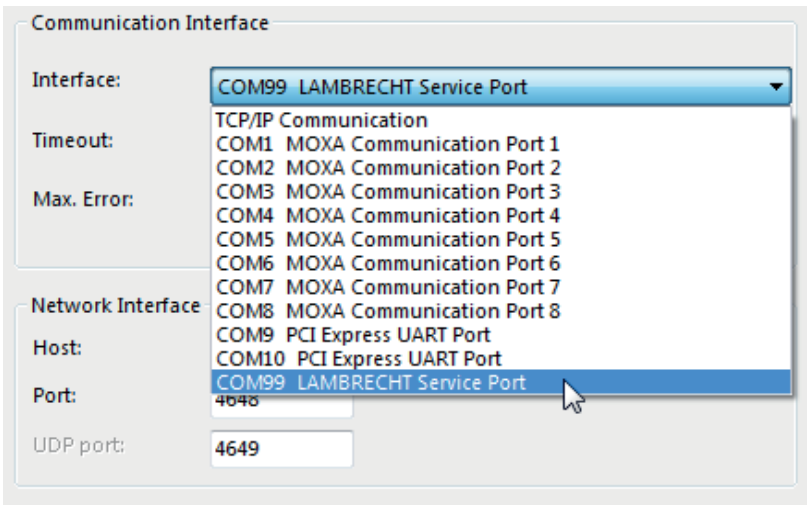 Communication Interface
Interface:
COM99 LAMBRECHT Service Port
TCP/IP Communication
Timeout:
COM1 MOXA Communication Port 1
COM2 MOXA Communication Port 2
COM3 MOXA Communication Port 3
Max. Error:
COM4 MOXA Communication Port 4
COM5 MOXA Communication Port 5
COM6 MOXA Communication Port 6
COM7 MOXA Communication Port 7
COM8 MOXA Communication Port 8
Network Interface
COM9 PCI Express UART Port
Host:
COM10 PCI Express UART Port
COM99 LAMBRECHT Service Port
Port:
4648
UDP port:
4649